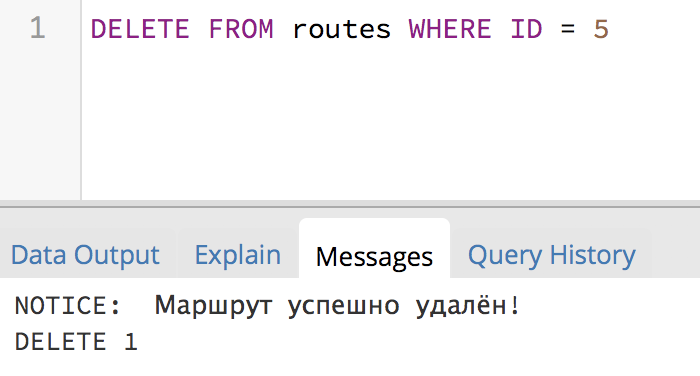 1 DELETE FROM routes WHERE ID = 5
Data Output Explain Messages Query History
NOTICE:  Маршрут успешно удалён!
DELETE 1